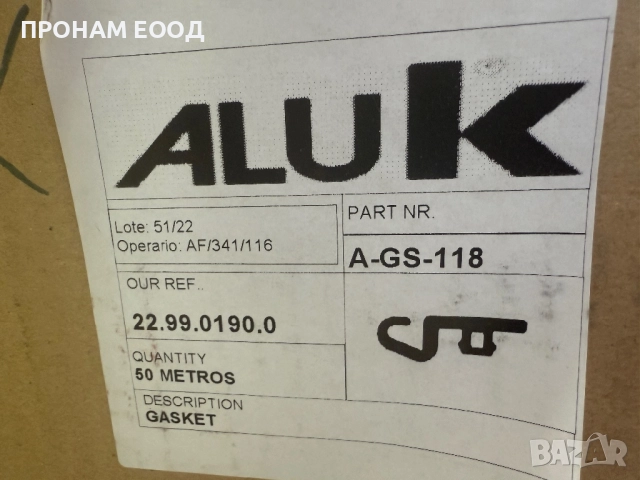 ПРОНАМ ЕООД
ALUK
Lote: 51/22
Operario: AF/341/116
PART NR.
A-GS-118
OUR REF..
22.99.0190.0
QUANTITY
50 METROS
DESCRIPTION
GASKET
BAZAR